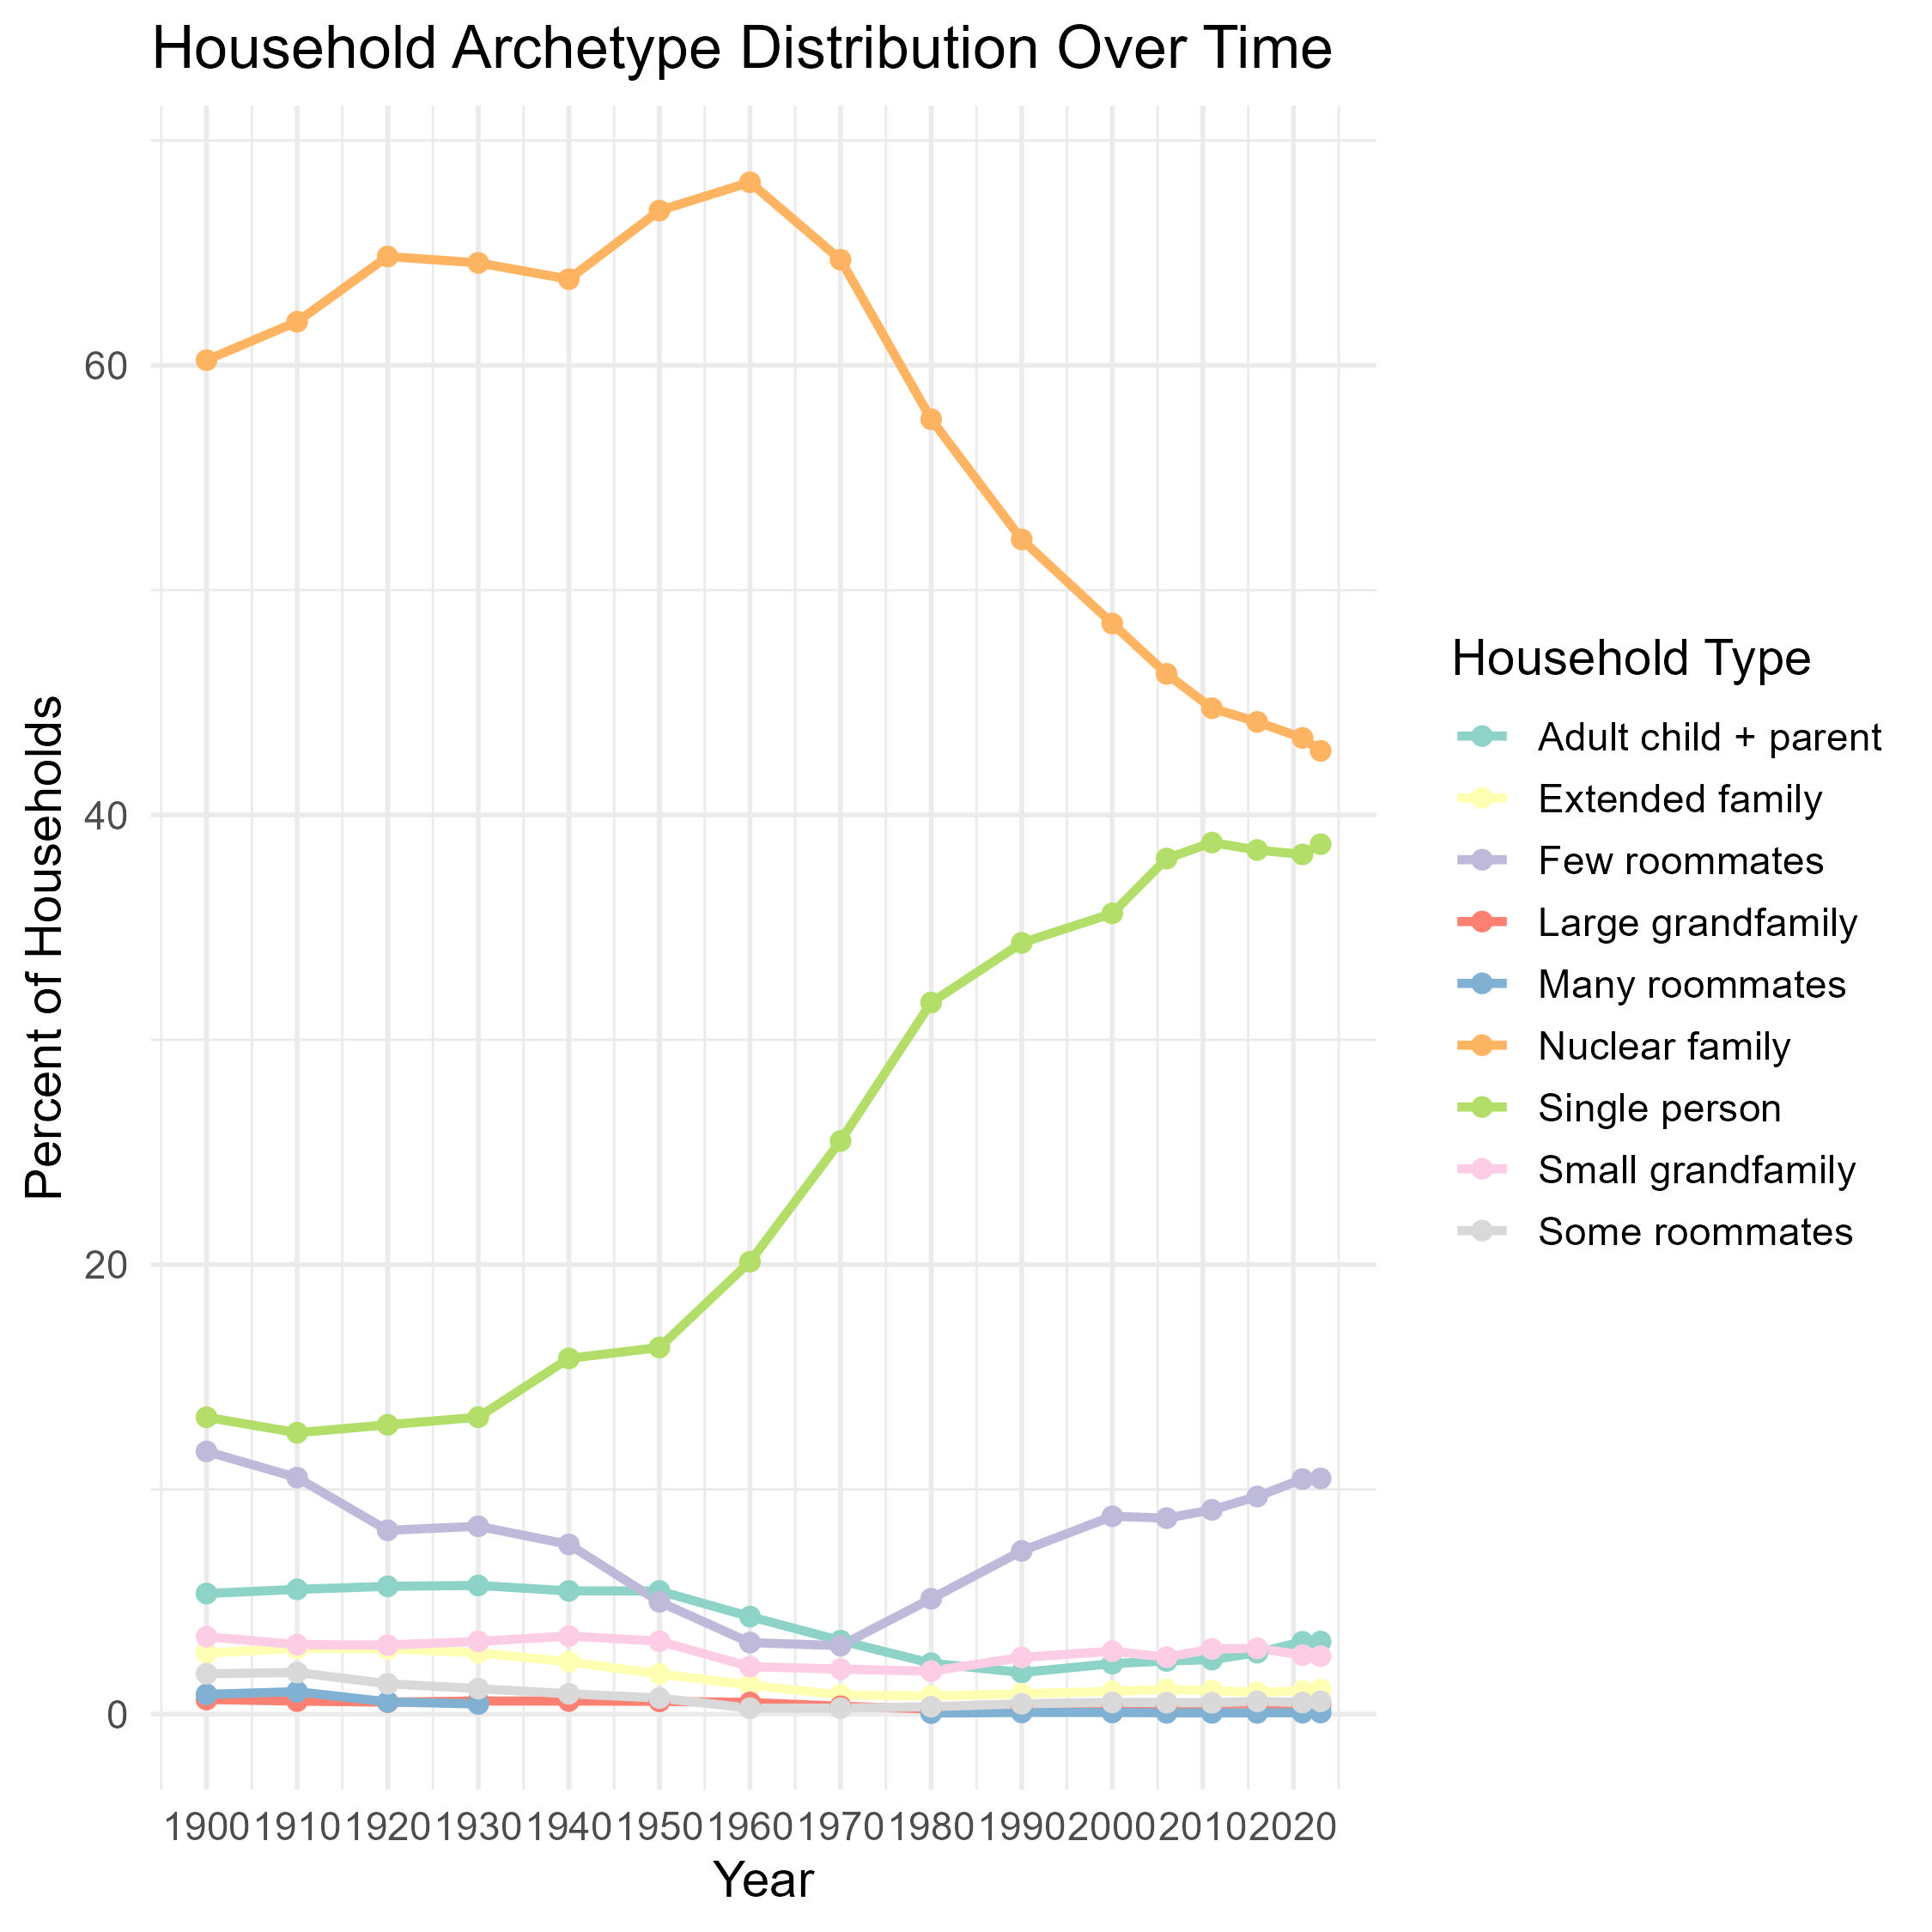 Household Archetype Distribution Over Time
Percent of Households
60
40
20
0
1900 1910 1920 1930 1940 1950 1960 1970 1980 1990 2000 2010 2020
Year
Household Type
Adult child + parent
Extended family
Few roommates
Large grandfamily
Many roommates
Nuclear family
Single person
Small grandfamily
Some roommates